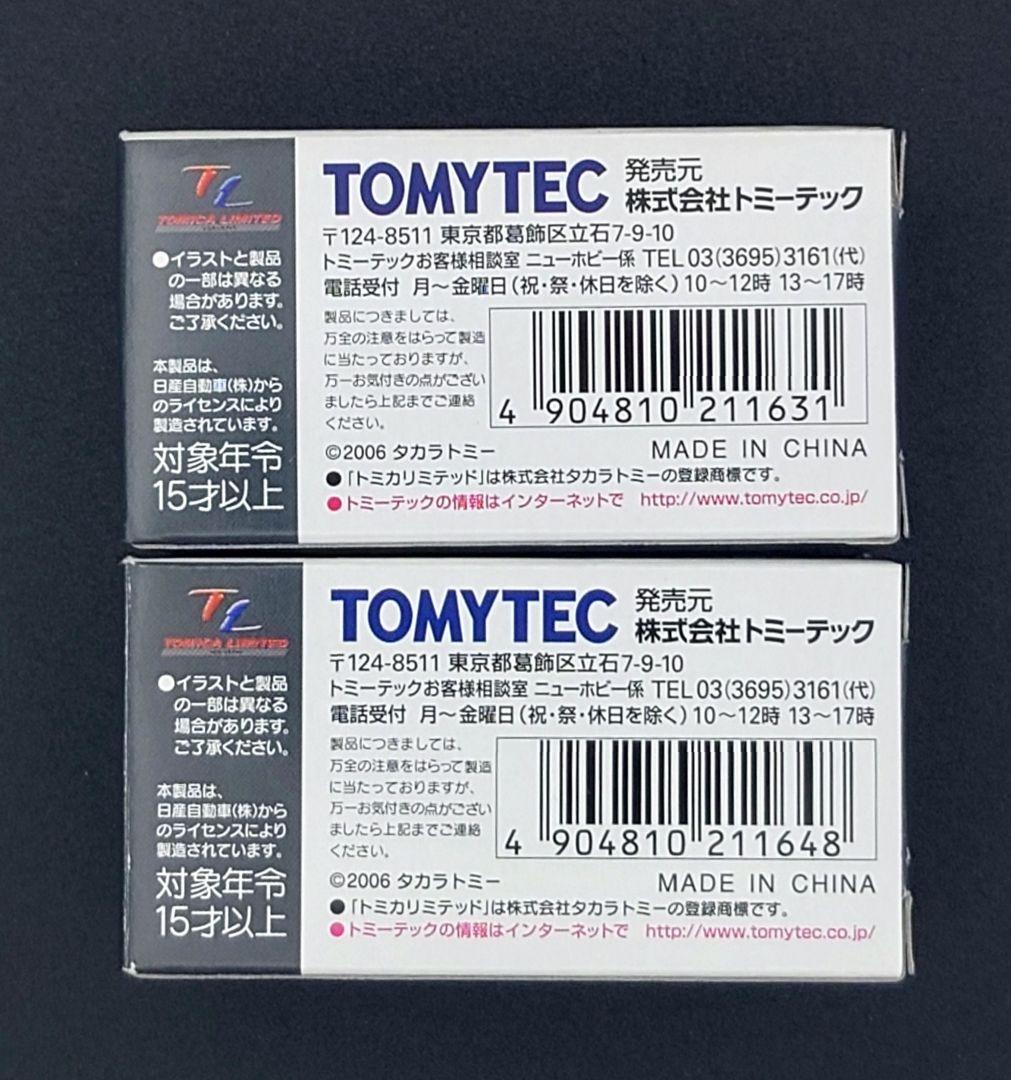 TL
TOMICA LIMITED
●イラストと製品
の一部は異なる
場合があります。
ご了承ください。
本製品は、
日産自動車(株)から
のライセンスにより
製造されています。
対象年令
15才以上
TOMYTEC 発売元
株式会社トミーテック
〒124-8511 東京都葛飾区立石7-9-10
トミーテックお客様相談室 ニューホビー係 TEL 03(3695)3161(代)
電話受付 月〜金曜日(祝・祭・休日を除く)10〜12時 13〜17時
製品につきましては、
万全の注意をはらって製造
に当たっておりますが、
万一お気付きの点がござい
ましたら上記までご連絡
ください。
4 904810 211631
©2006 タカラトミー MADE IN CHINA
●「トミカリミテッド」は株式会社タカラトミーの登録商標です。
●トミーテックの情報はインターネットで http://www.tomytec.co.jp/
TL
TOMICA LIMITED
●イラストと製品
の一部は異なる
場合があります。
ご了承ください。
本製品は、
日産自動車(株)から
のライセンスにより
製造されています。
対象年令
15才以上
TOMYTEC 発売元
株式会社トミーテック
〒124-8511 東京都葛飾区立石7-9-10
トミーテックお客様相談室 ニューホビー係 TEL 03(3695)3161(代)
電話受付 月〜金曜日(祝・祭・休日を除く)10〜12時 13〜17時
製品につきましては、
万全の注意をはらって製造
に当たっておりますが、
万一お気付きの点がござい
ましたら上記までご連絡
ください。
4 904810 211648
©2006 タカラトミー MADE IN CHINA
●「トミカリミテッド」は株式会社タカラトミーの登録商標です。
●トミーテックの情報はインターネットで http://www.tomytec.co.jp/